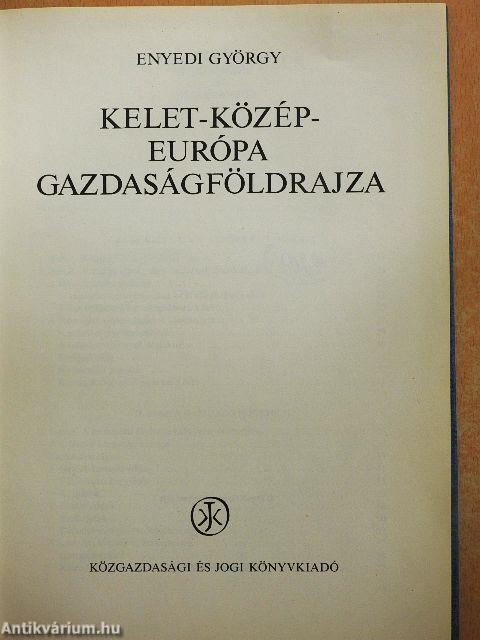 ENYEDI GYÖRGY
KELET-KÖZÉP-
EURÓPA
GAZDASÁGFÖLDRAJZA
KJK
KÖZGAZDASÁGI ÉS JOGI KÖNYVKIADÓ
Antikvárium.hu